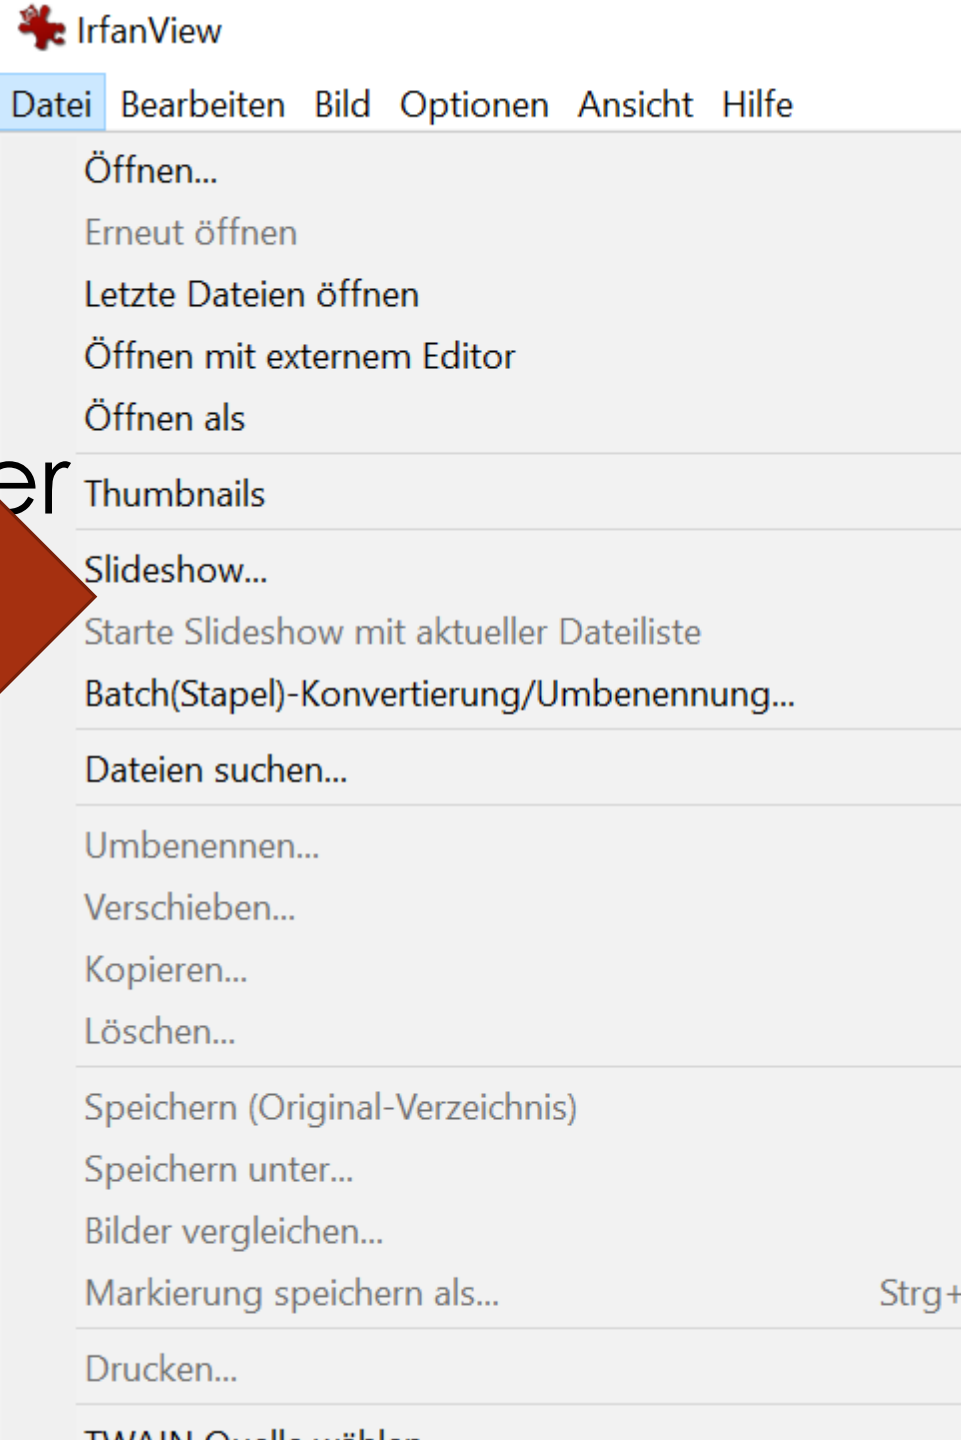 IrfanView
Datei Bearbeiten Bild Optionen Ansicht Hilfe
Öffnen...
Erneut öffnen
Letzte Dateien öffnen
Öffnen mit externem Editor
Öffnen als
er
Thumbnails
Slideshow...
Starte Slideshow mit aktueller Dateiliste
Batch(Stapel)-Konvertierung/Umbenennung...
Dateien suchen...
Umbenennen...
Verschieben...
Kopieren...
Löschen...
Speichern (Original-Verzeichnis)
Speichern unter...
Bilder vergleichen...
Markierung speichern als... Strg+
Drucken...